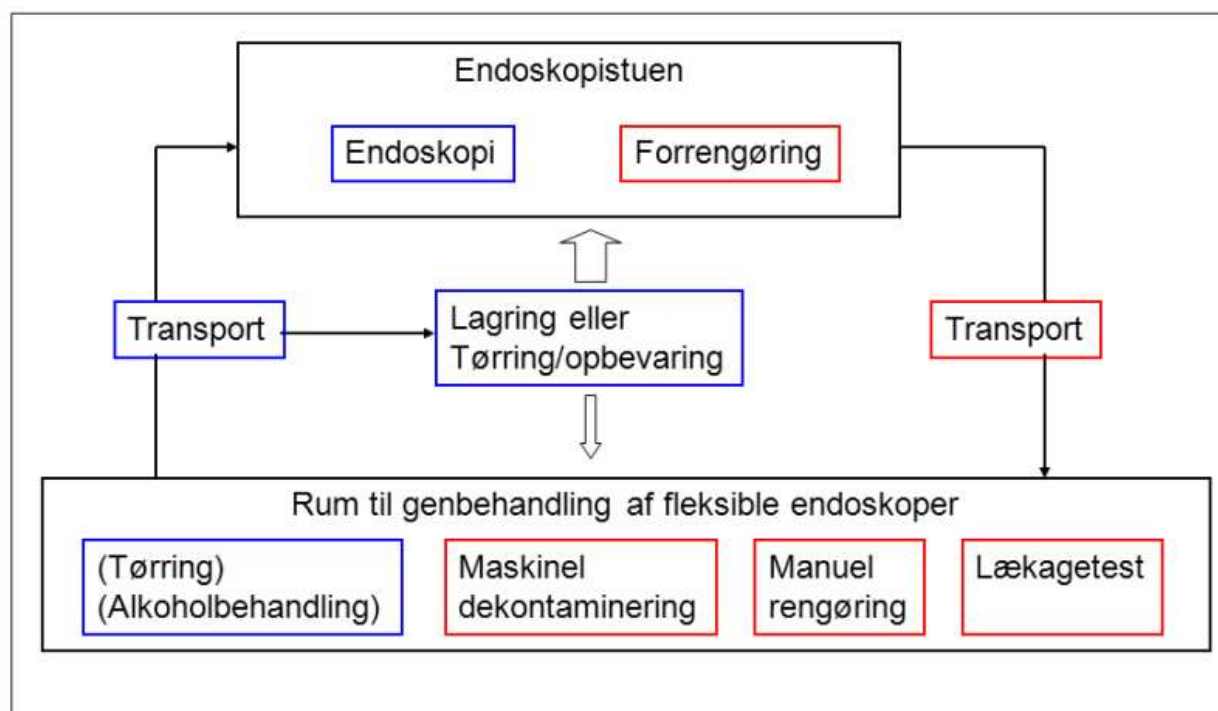 Endoskopistuen
Endoskopi
Forrengøring
Transport
Lagring eller
Tørring/opbevaring
Transport
Rum til genbehandling af fleksible endoskoper
(Tørring)
(Alkoholbehandling)
Maskinel
dekontaminering
Manuel
rengøring
Lækagetest